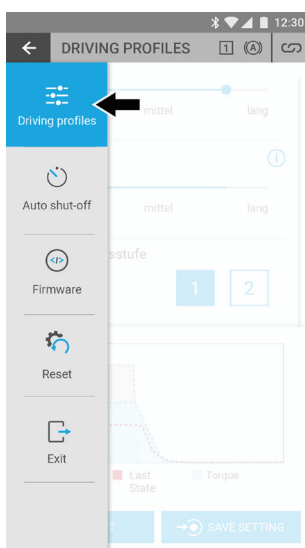 12:30
DRIVING PROFILES 1 (A)
Driving profiles
mittel lang
Auto shut-off
mittel lang
</>
Firmware
sstufe
1 2
Reset
Exit
Last
State
Torque
T
SAVE SETTING